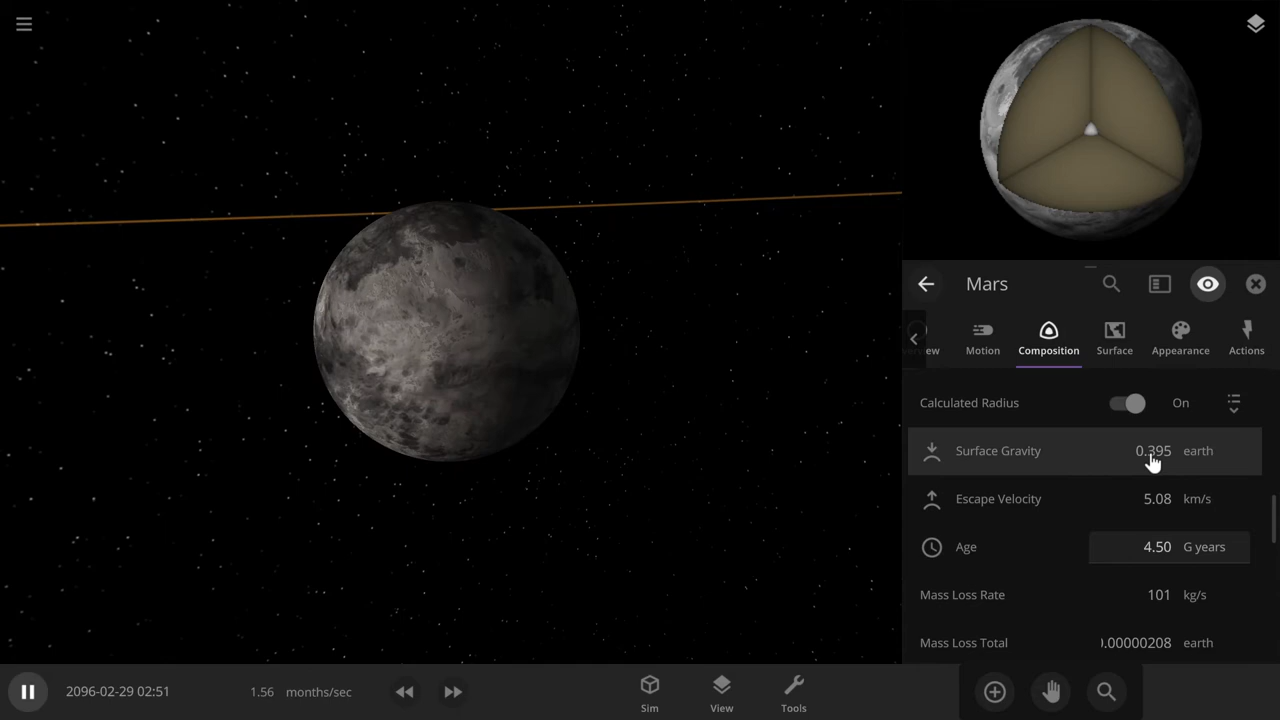 Mars
erview Motion Composition Surface Appearance Actions
Calculated Radius On
Surface Gravity 0.395 earth
Escape Velocity 5.08 km/s
Age 4.50 G years
Mass Loss Rate 101 kg/s
Mass Loss Total .00000208 earth
2096-02-29 02:51 1.56 months/sec Sim View Tools